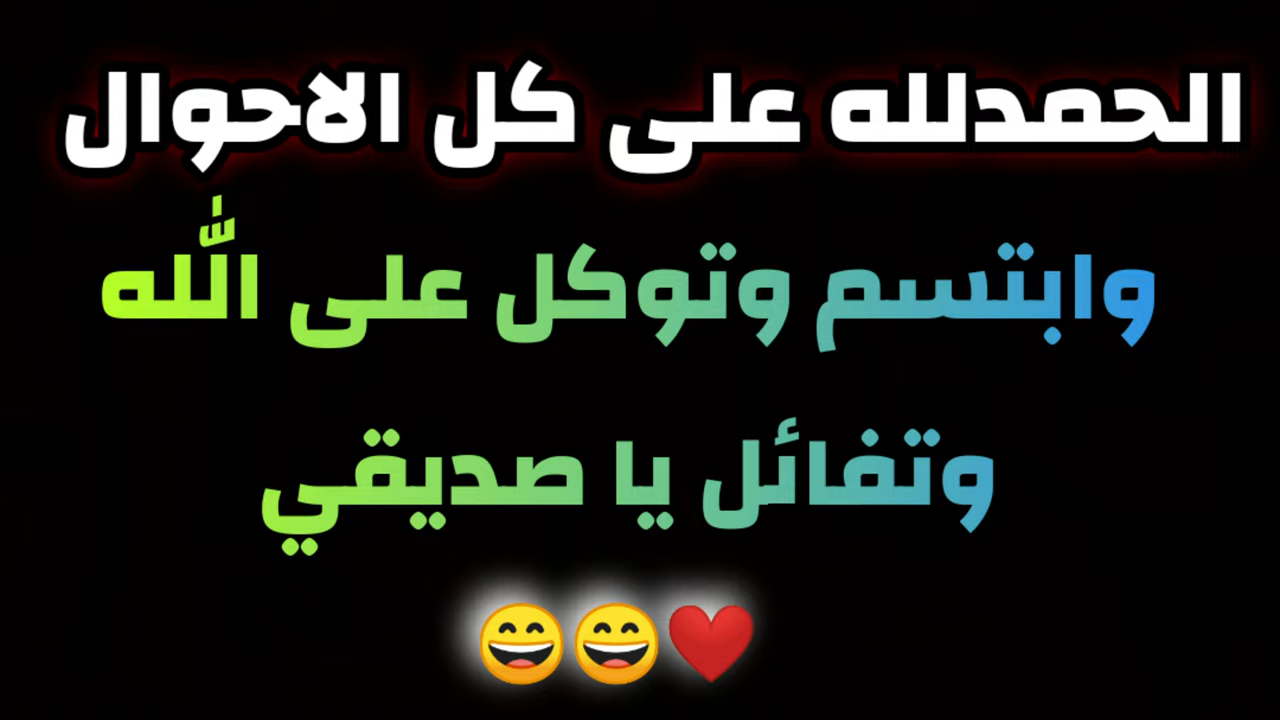 الحمدلله على كل الاحوال
وابتسم وتوكل على الله
وتفائل يا صديقي
😄😄❤️